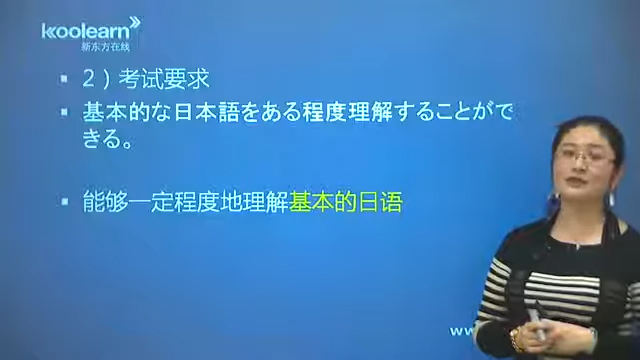 koolearn
新东方在线
2）考试要求
基本的な日本語をある程度理解することがで
きる。
能够一定程度地理解基本的日语
ww